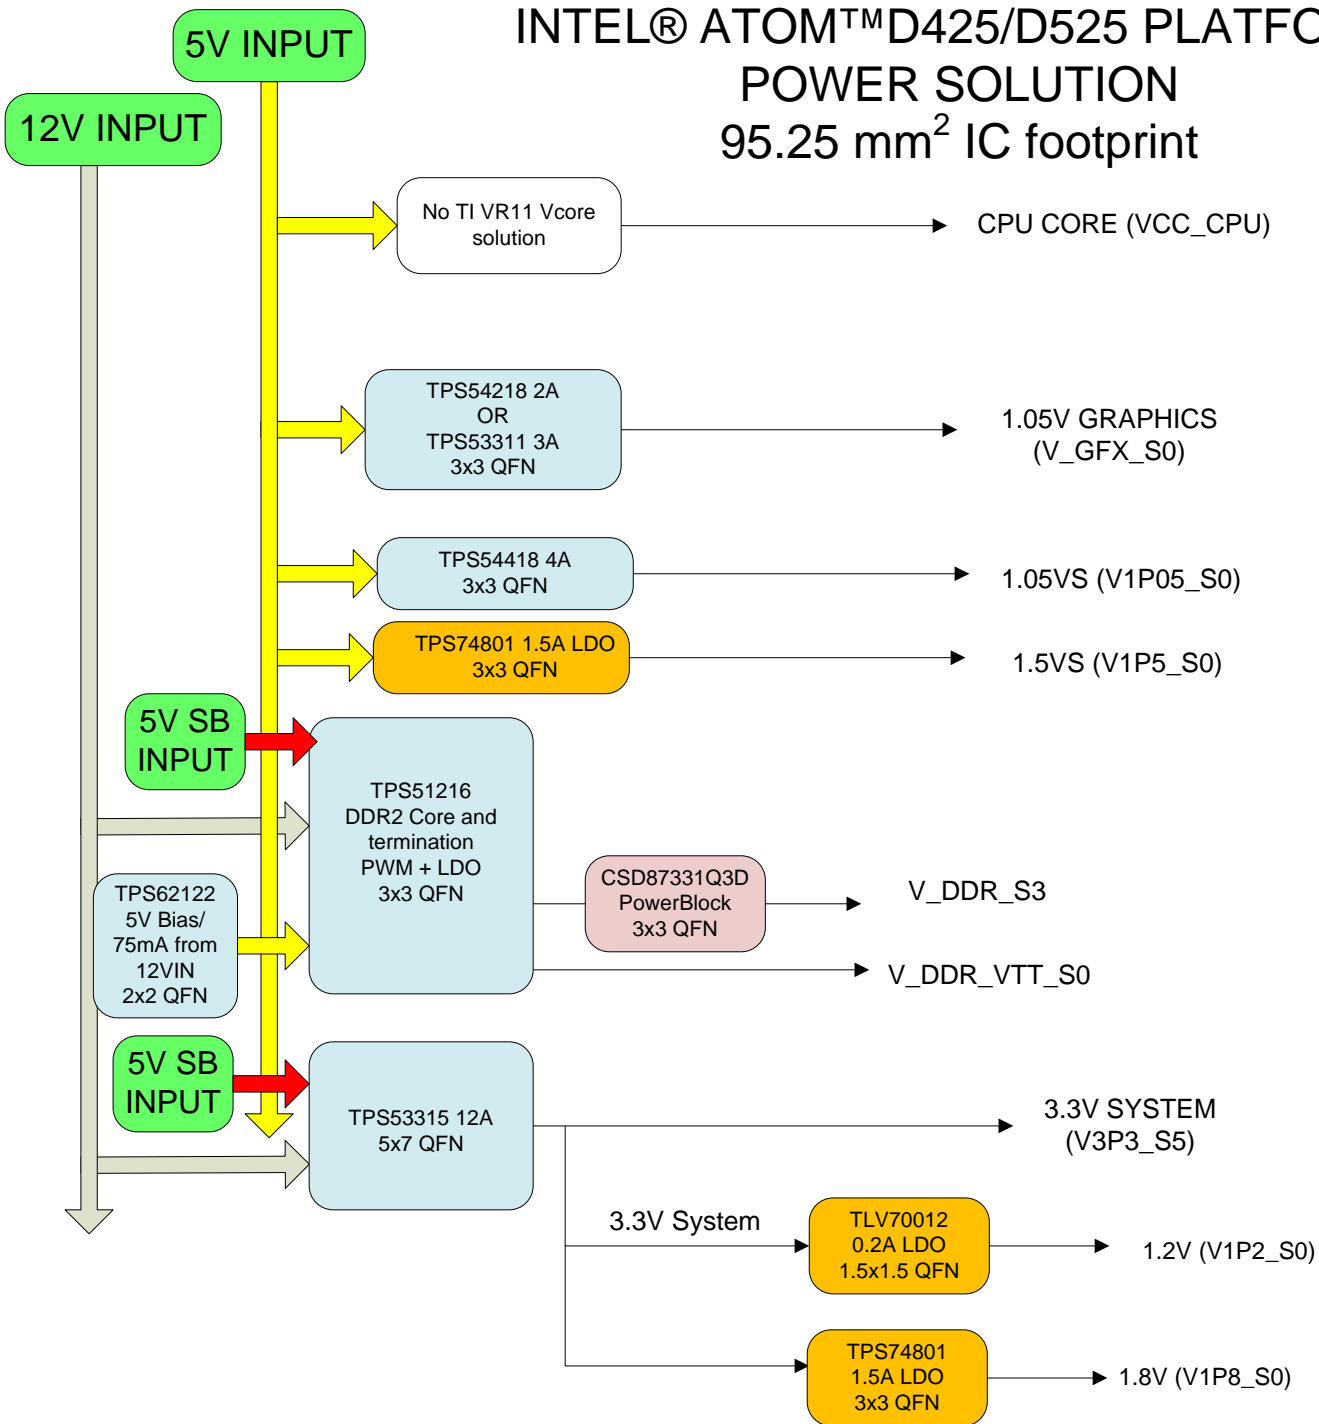 INTEL® ATOM™D425/D525 PLATFO
POWER SOLUTION
95.25 mm² IC footprint
5V INPUT
12V INPUT
No TI VR11 Vcore
solution
CPU CORE (VCC_CPU)
TPS54218 2A
OR
TPS53311 3A
3x3 QFN
1.05V GRAPHICS
(V_GFX_S0)
TPS54418 4A
3x3 QFN
1.05VS (V1P05_S0)
TPS74801 1.5A LDO
3x3 QFN
1.5VS (V1P5_S0)
5V SB
INPUT
TPS51216
DDR2 Core and
termination
PWM + LDO
3x3 QFN
CSD87331Q3D
PowerBlock
3x3 QFN
V_DDR_S3
V_DDR_VTT_S0
TPS62122
5V Bias/
75mA from
12VIN
2x2 QFN
5V SB
INPUT
TPS53315 12A
5x7 QFN
3.3V SYSTEM
(V3P3_S5)
3.3V System
TLV70012
0.2A LDO
1.5x1.5 QFN
1.2V (V1P2_S0)
TPS74801
1.5A LDO
3x3 QFN
1.8V (V1P8_S0)